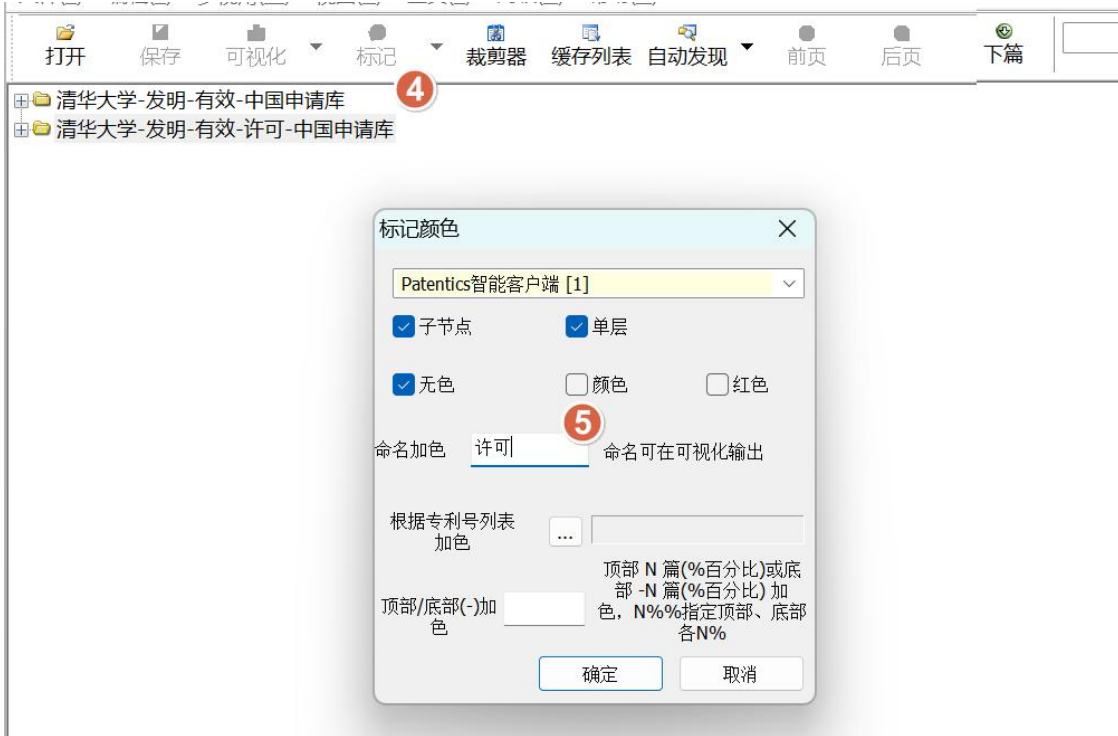 打开 保存 可视化 标记 裁剪器 缓存列表 自动发现 前页 后页 下篇
4
清华大学-发明-有效-中国申请库
清华大学-发明-有效-许可-中国申请库
标记颜色
Patentics智能客户端 [1]
子节点 单层
无色 颜色 红色
5
命名加色 许可 命名可在可视化输出
根据专利号列表
加色
...
顶部/底部(-)加
色
顶部 N 篇(%百分比)或底
部 -N 篇(%百分比) 加
色，N%%指定顶部、底部
各N%
确定 取消